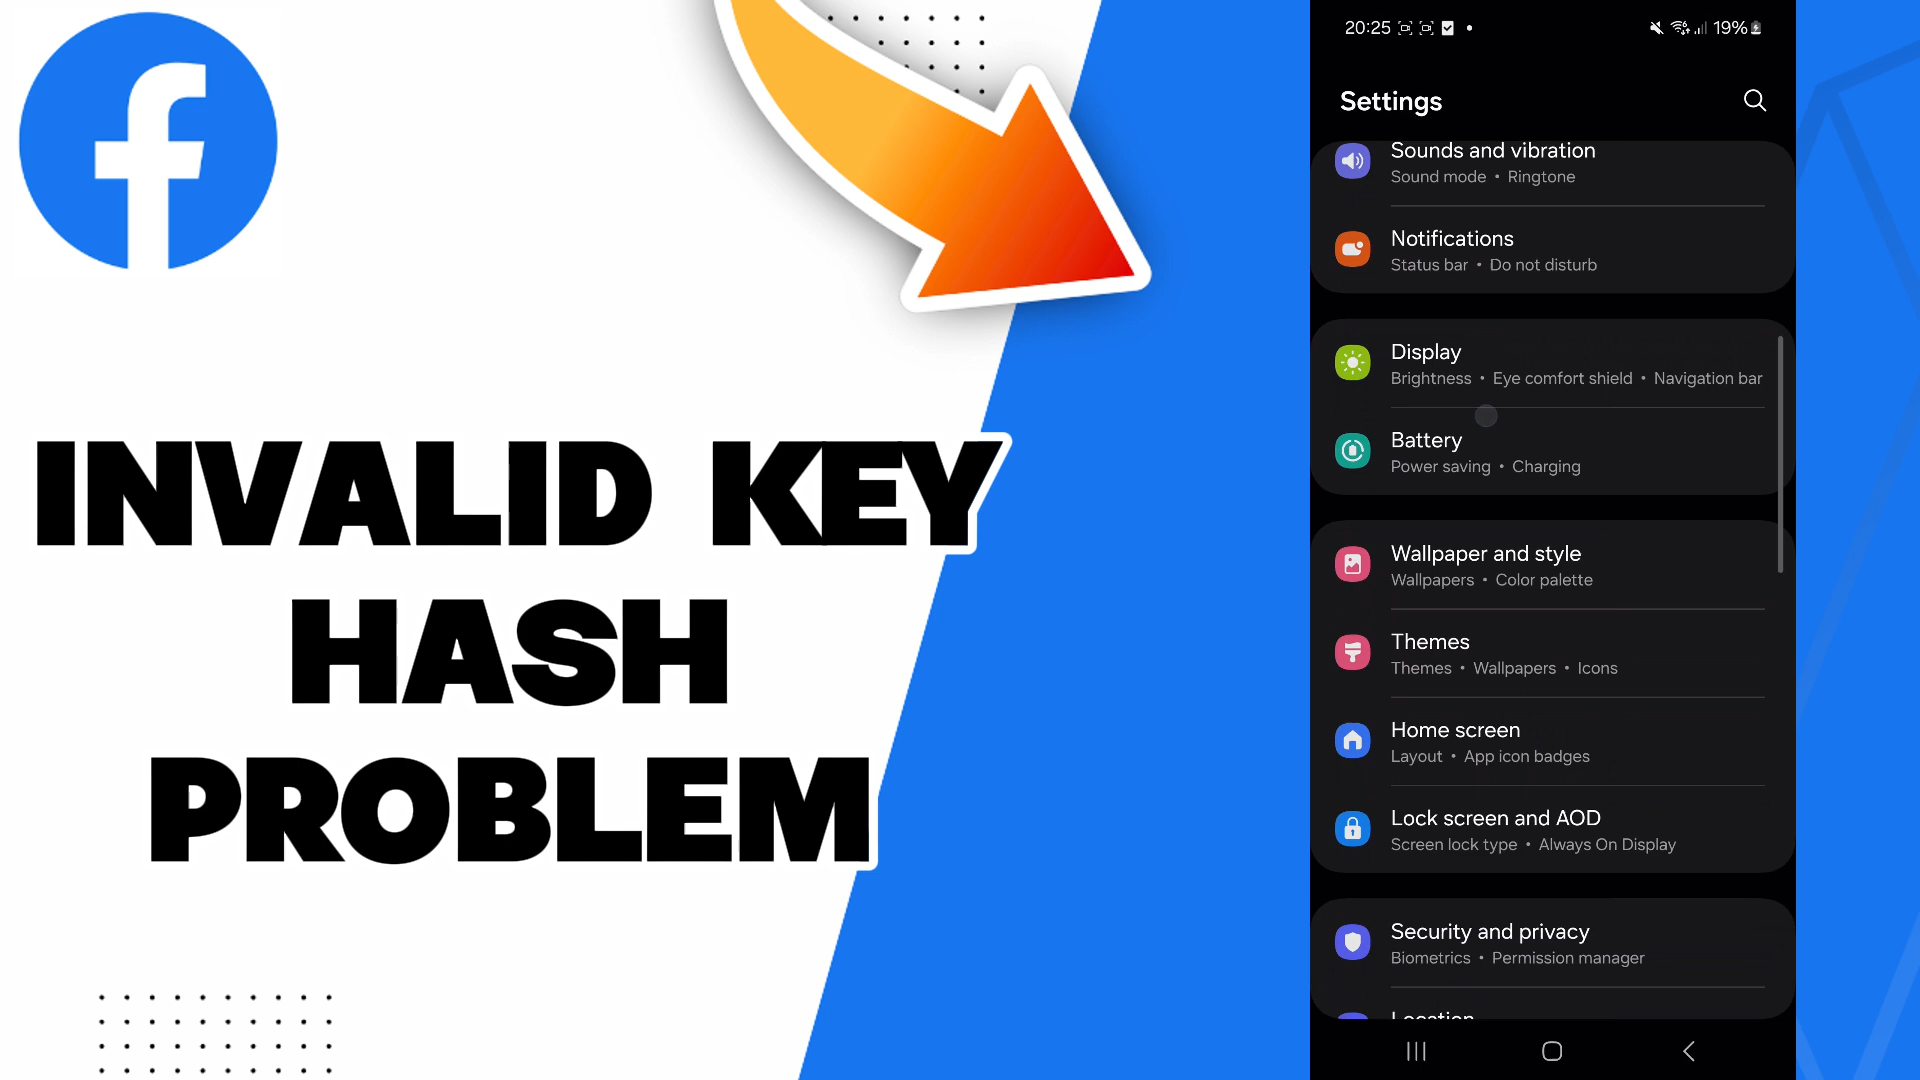 INVALID KEY
HASH
PROBLEM
20:25
19%
Settings
Sounds and vibration
Sound mode • Ringtone
Notifications
Status bar • Do not disturb
Display
Brightness • Eye comfort shield • Navigation bar
Battery
Power saving • Charging
Wallpaper and style
Wallpapers • Color palette
Themes
Themes • Wallpapers • Icons
Home screen
Layout • App icon badges
Lock screen and AOD
Screen lock type • Always On Display
Security and privacy
Biometrics • Permission manager
Location